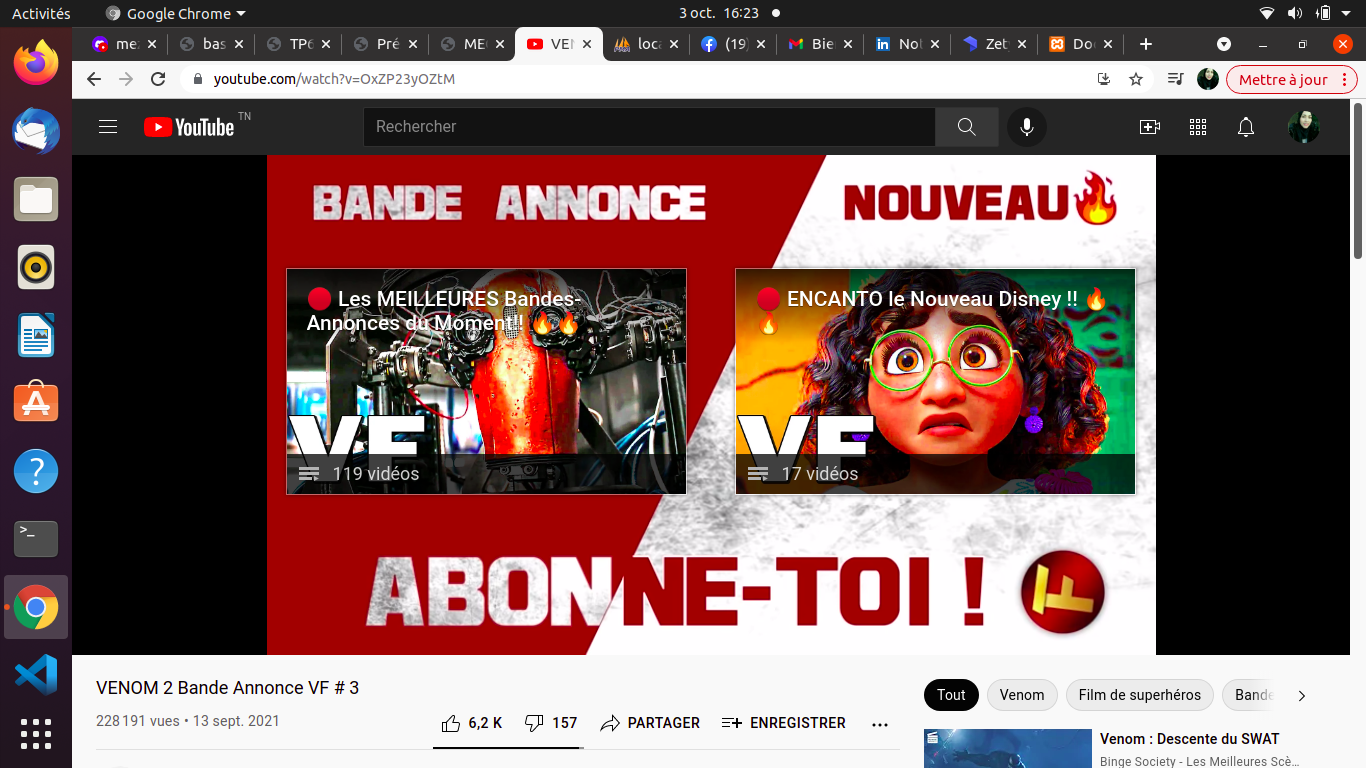 Activités
Google Chrome
3 oct. 16:23
me
bas
TP6
Pré
ME
VEN
loca
(19)
Bie
Not
Zet
Do
youtube.com/watch?v=OxZP23yOZtM
Mettre à jour
YouTube TN
Rechercher
BANDE ANNONCE
NOUVEAU🔥
🔴 Les MEILLEURES Bandes-
Annonces du Moment!! 🔥🔥
VF
119 vidéos
🔴 ENCANTO le Nouveau Disney !! 🔥
🔥
VF
17 vidéos
ABONNE-TOI !
F
VENOM 2 Bande Annonce VF # 3
228 191 vues • 13 sept. 2021
6,2 K
157
PARTAGER
ENREGISTRER
Tout
Venom
Film de superhéros
Bande
Venom : Descente du SWAT
Binge Society - Les Meilleures Scè…